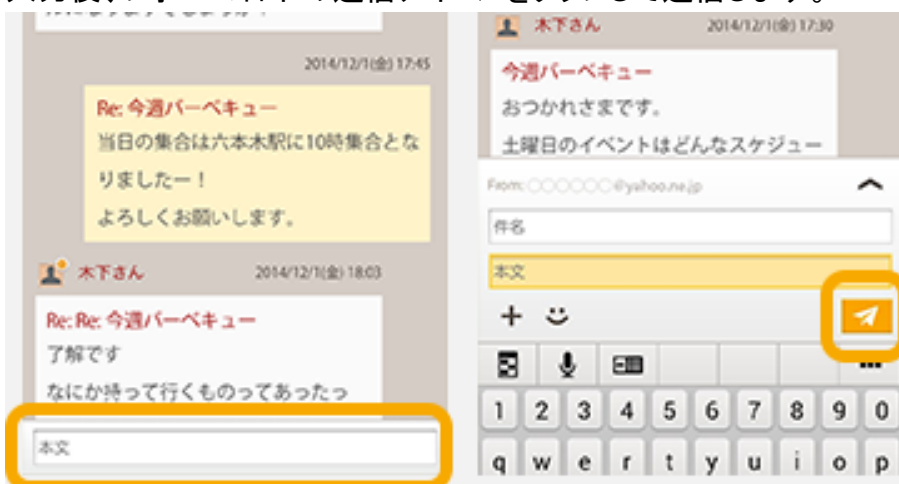 2014/12/1(金) 17:45
Re: 今週バーベキュー
当日の集合は六本木駅に10時集合とな
りましたー！
よろしくお願いします。
木下さん
2014/12/1(金) 18:03
Re: Re: 今週バーベキュー
了解です
なにか持って行くものってあったっ
本文
木下さん
2014/12/1(金) 17:30
今週バーベキュー
おつかれさまです。
土曜日のイベントはどんなスケジュー
From: 〇〇〇〇〇〇@yahoo.ne.jp
件名
本文
1 2 3 4 5 6 7 8 9 0
q w e r t y u i o p